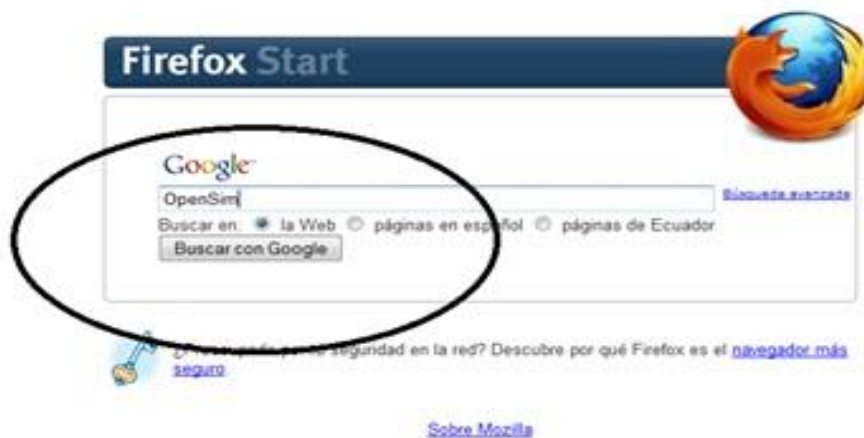 Firefox Start
Google™
OpenSim
Búsqueda avanzada
Buscar en: la Web páginas en español páginas de Ecuador
Buscar con Google
seguridad en la red? Descubre por qué Firefox es el navegador más
seguro.
Sobre Mozilla